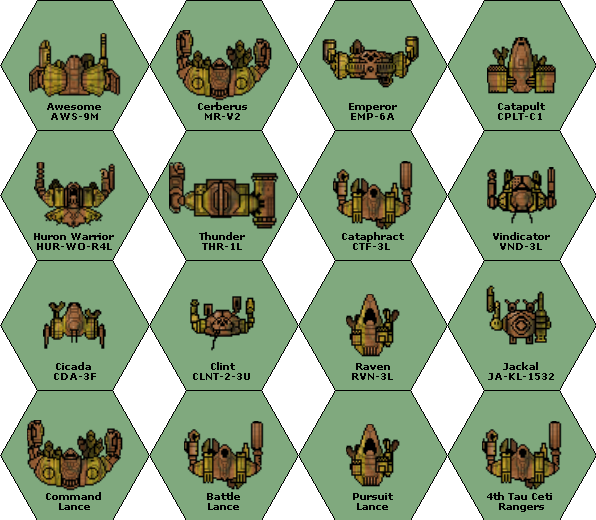 Awesome
AWS-9M
Cerberus
MR-V2
Emperor
EMP-6A
Catapult
CPLT-C1
Huron Warrior
HUR-WO-R4L
Thunder
THR-1L
Cataphract
CTF-3L
Vindicator
VND-3L
Cicada
CDA-3F
Clint
CLNT-2-3U
Raven
RVN-3L
Jackal
JA-KL-1532
Command
Lance
Battle
Lance
Pursuit
Lance
4th Tau Ceti
Rangers